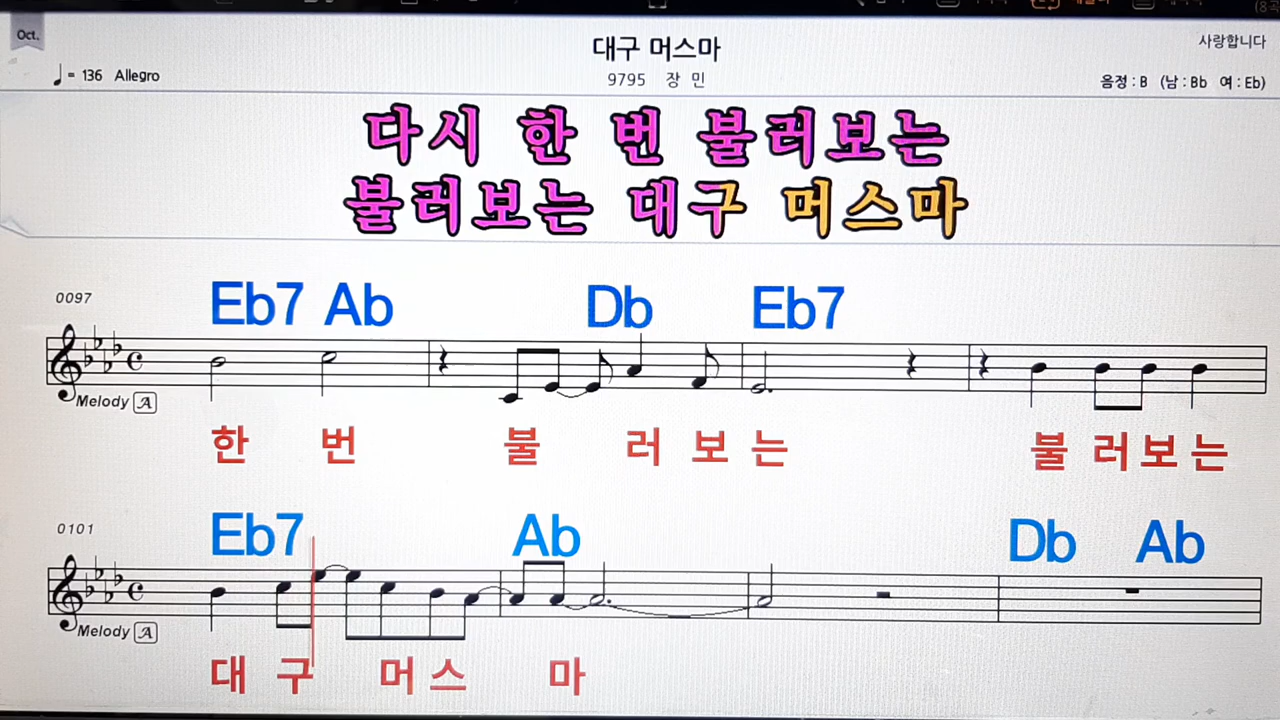 Oct.
대구 머스마
사랑합니다
♩= 136 Allegro
9795 장 민
음정 : B (남 : Bb 여 : Eb)
다시 한 번 불러보는
불러보는 대구 머스마
0097
Eb7 Ab Db Eb7
Melody A
한 번 불 러 보 는 불 러 보 는
0101
Eb7 Ab Db Ab
Melody A
대 구 머 스 마